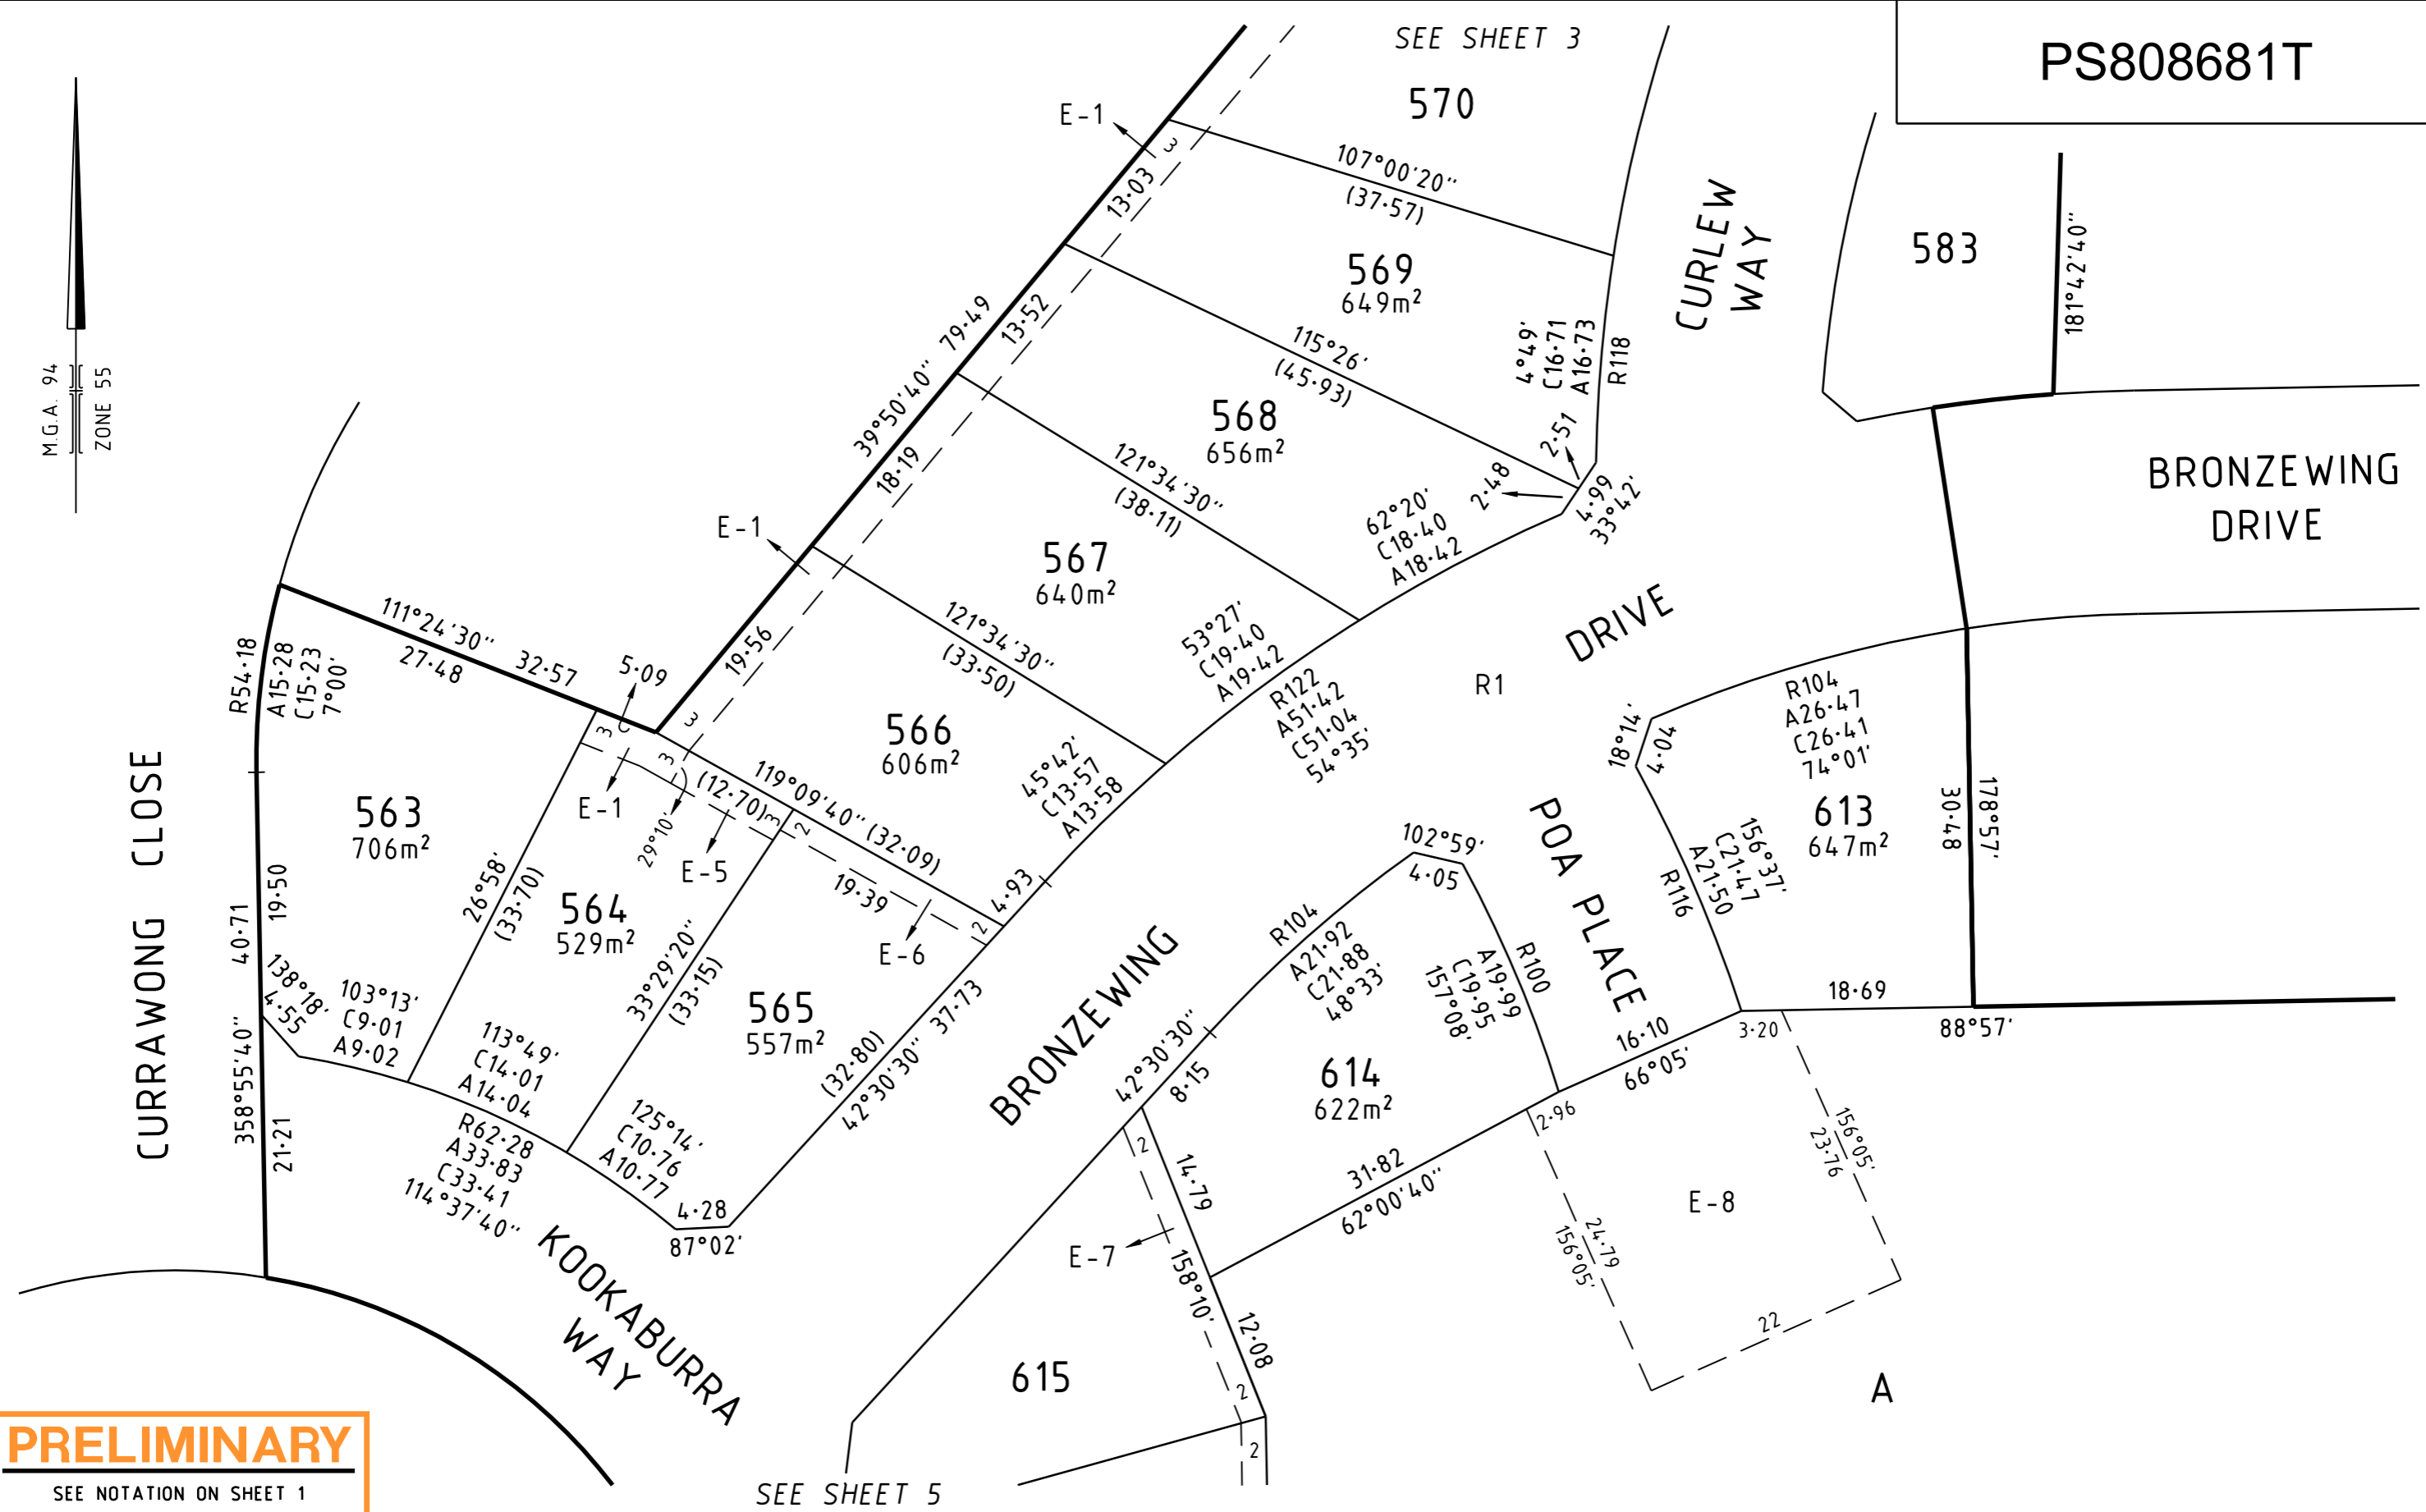 SEE SHEET 3
PS808681T
570
E-1
3
13·03
107°00'20"
(37·57)
CURLEW
WAY
583
181°42'40"
569
649m²
M.G.A. 94
ZONE 55
39°50'40" 79·49
13·52
115°26'
(45·93)
4°49'
C16·71
A16·73
R118
568
656m²
2·51
2·48
4·99
33°42'
BRONZEWING
DRIVE
18·19
121°34'30"
(38·11)
62°20'
C18·40
A18·42
E-1
567
640m²
19·56
121°34'30"
(33·50)
53°27'
C19·40
A19·42
R122
A51·42
C51·04
54°35'
DRIVE
R1
111°24'30"
27·48
32·57
5·09
R54·18
A15·28
C15·23
7°00'
3
3
C
3
566
606m²
119°09'40" (32·09)
(12·70)
3
2
45°42'
C13·57
A13·58
4·93
E-1
29°10'
E-5
19·39
2
E-6
CURRAWONG CLOSE
563
706m²
19·50
40·71
138°18'
4·55
103°13'
C9·01
A9·02
26°58'
(33·70)
564
529m²
33°29'20"
(33·15)
565
557m²
(32·80)
42°30'30" 37·73
113°49'
C14·01
A14·04
R62·28
A33·83
C33·41
114°37'40"
125°14'
C10·76
A10·77
4·28
87°02'
358°55'40"
21·21
KOOKABURRA
WAY
BRONZEWING
POA PLACE
R104
A26·47
C26·41
74°01'
18°14'
4·04
613
647m²
156°37'
C21·47
A21·50
R116
30·48
178°57'
18·69
88°57'
3·20
102°59'
4·05
R104
A21·92
C21·88
48°33'
R100
A19·99
C19·95
157°08'
614
622m²
42°30'30"
8·15
16·10
66°05'
2·96
31·82
62°00'40"
2
14·79
E-7
158°10'
12·08
2
2
615
156°05'
23·76
24·79
156°05'
E-8
22
A
SEE SHEET 5
PRELIMINARY
SEE NOTATION ON SHEET 1